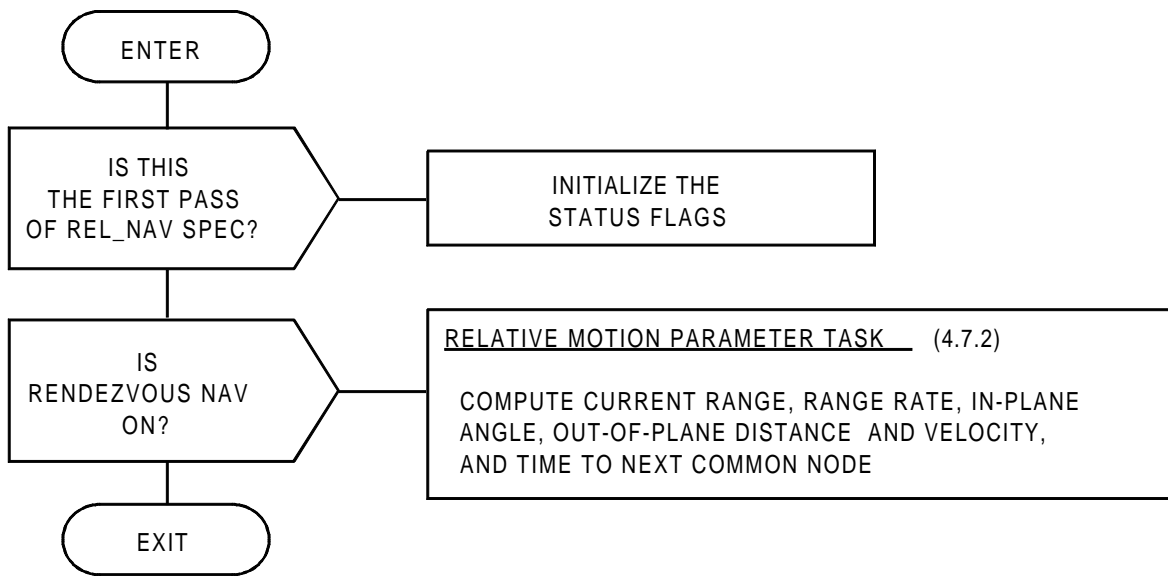 ENTER
IS THIS
THE FIRST PASS
OF REL_NAV SPEC?
INITIALIZE THE
STATUS FLAGS
IS
RENDEZVOUS NAV
ON?
RELATIVE MOTION PARAMETER TASK (4.7.2)
COMPUTE CURRENT RANGE, RANGE RATE, IN-PLANE
ANGLE, OUT-OF-PLANE DISTANCE AND VELOCITY,
AND TIME TO NEXT COMMON NODE
EXIT